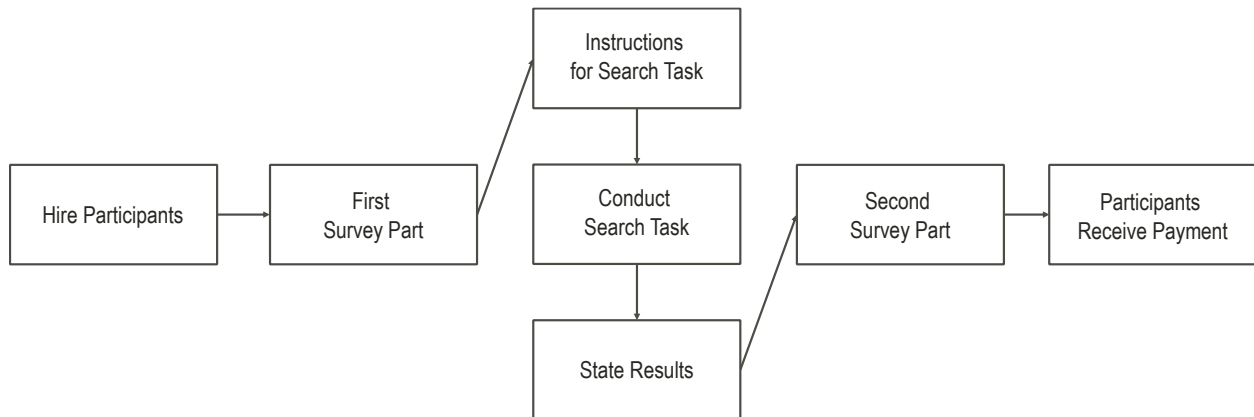 Hire Participants
First
Survey Part
Instructions
for Search Task
Conduct
Search Task
State Results
Second
Survey Part
Participants
Receive Payment